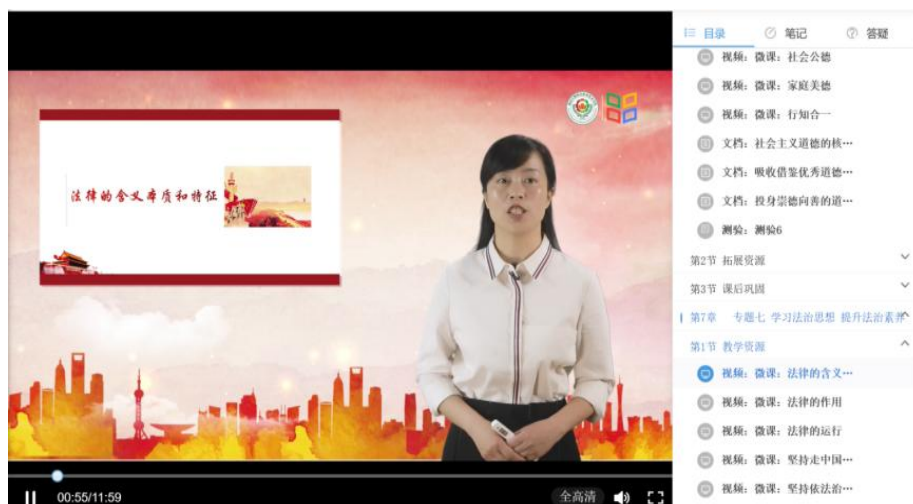 目录
笔记
答疑
视频：微课：社会公德
视频：微课：家庭美德
视频：微课：行知合一
文档：社会主义道德的核…
文档：吸收借鉴优秀道德…
文档：投身崇德向善的道…
测验：测验6
第2节 拓展资源
第3节 课后巩固
第7章 专题七 学习法治思想 提升法治素养
第1节 教学资源
视频：微课：法律的含义…
视频：微课：法律的作用
视频：微课：法律的运行
视频：微课：坚持走中国…
视频：微课：坚持依法治…
法律的含义本质和特征
00:55/11:59
全高清